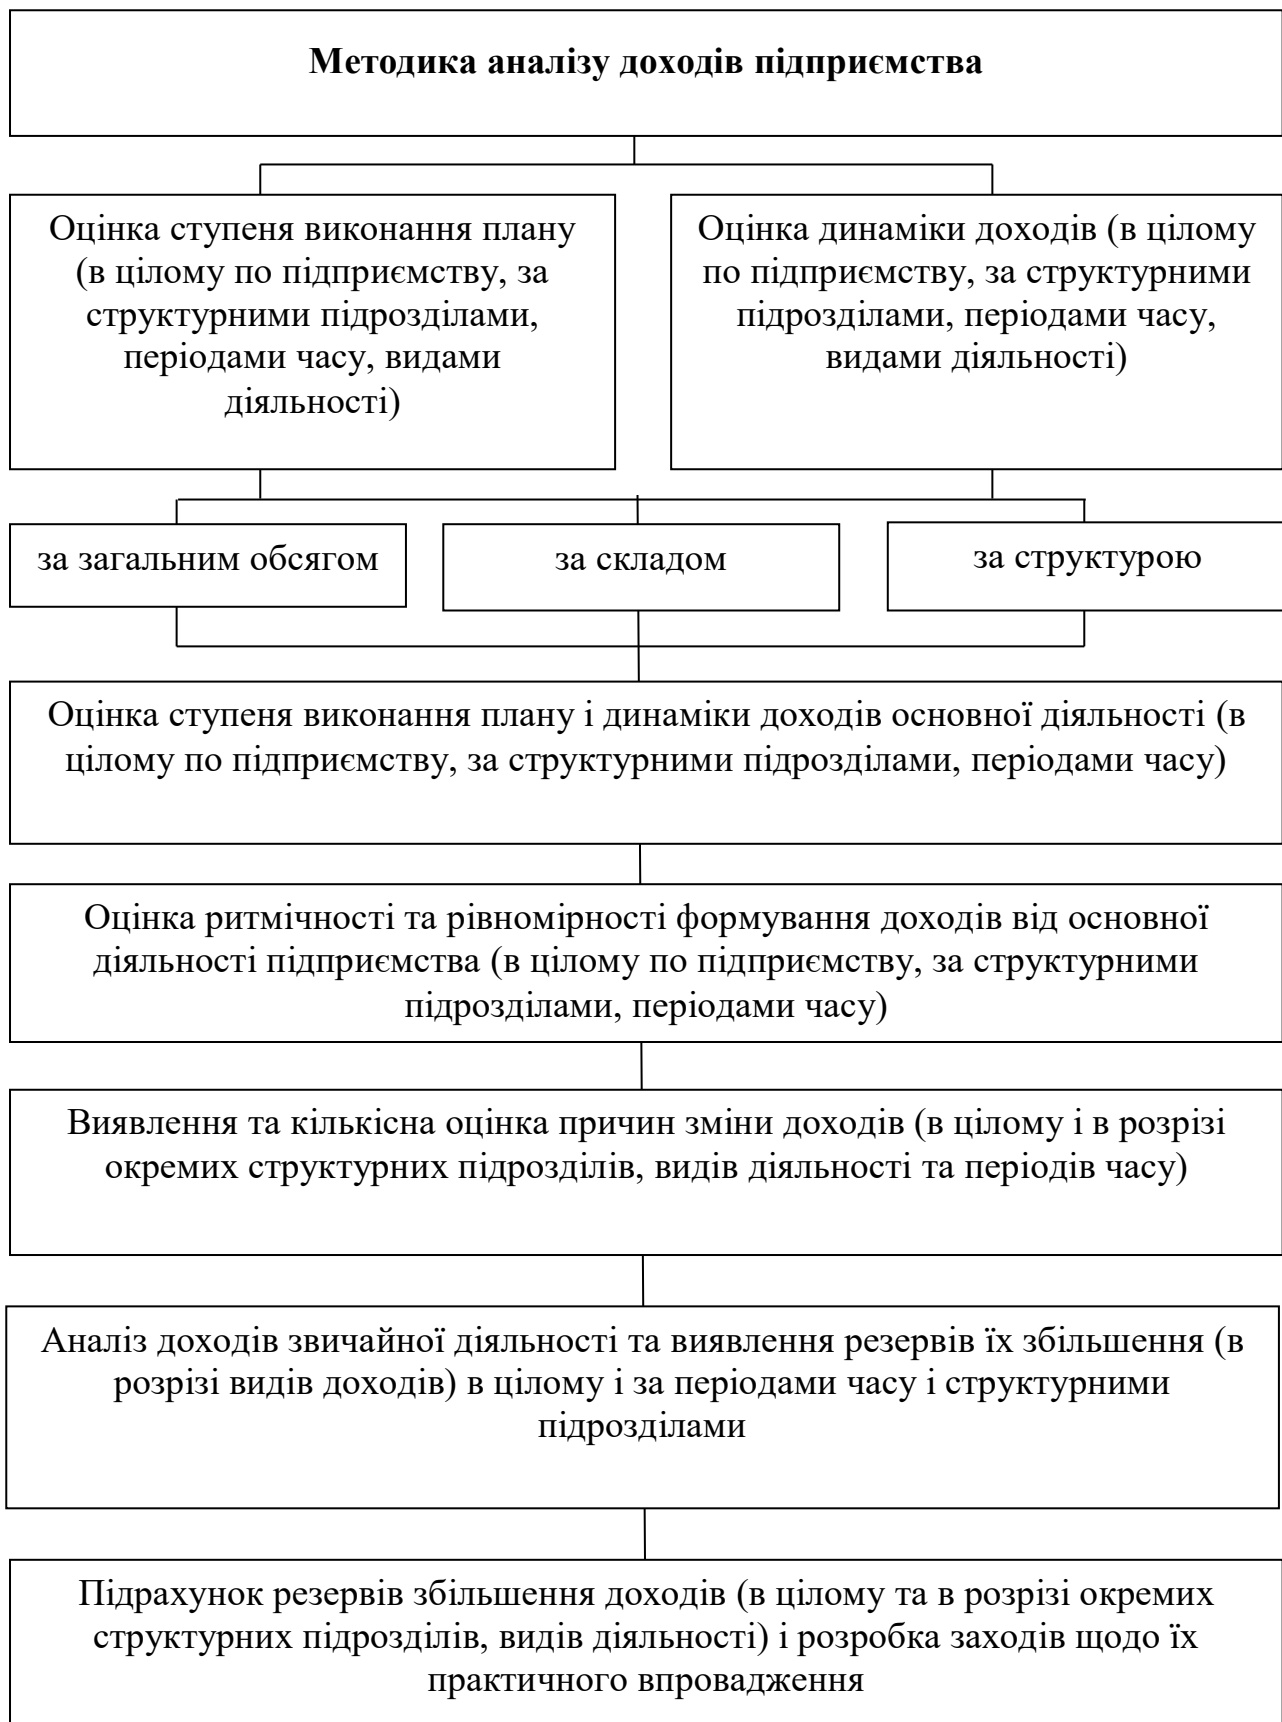 Методика аналізу доходів підприємства
Оцінка ступеня виконання плану
(в цілому по підприємству, за
структурними підрозділами,
періодами часу, видами
діяльності)
Оцінка динаміки доходів (в цілому
по підприємству, за структурними
підрозділами, періодами часу,
видами діяльності)
за загальним обсягом
за складом
за структурою
Оцінка ступеня виконання плану і динаміки доходів основної діяльності (в
цілому по підприємству, за структурними підрозділами, періодами часу)
Оцінка ритмічності та рівномірності формування доходів від основної
діяльності підприємства (в цілому по підприємству, за структурними
підрозділами, періодами часу)
Виявлення та кількісна оцінка причин зміни доходів (в цілому і в розрізі
окремих структурних підрозділів, видів діяльності та періодів часу)
Аналіз доходів звичайної діяльності та виявлення резервів їх збільшення (в
розрізі видів доходів) в цілому і за періодами часу і структурними
підрозділами
Підрахунок резервів збільшення доходів (в цілому та в розрізі окремих
структурних підрозділів, видів діяльності) і розробка заходів щодо їх
практичного впровадження